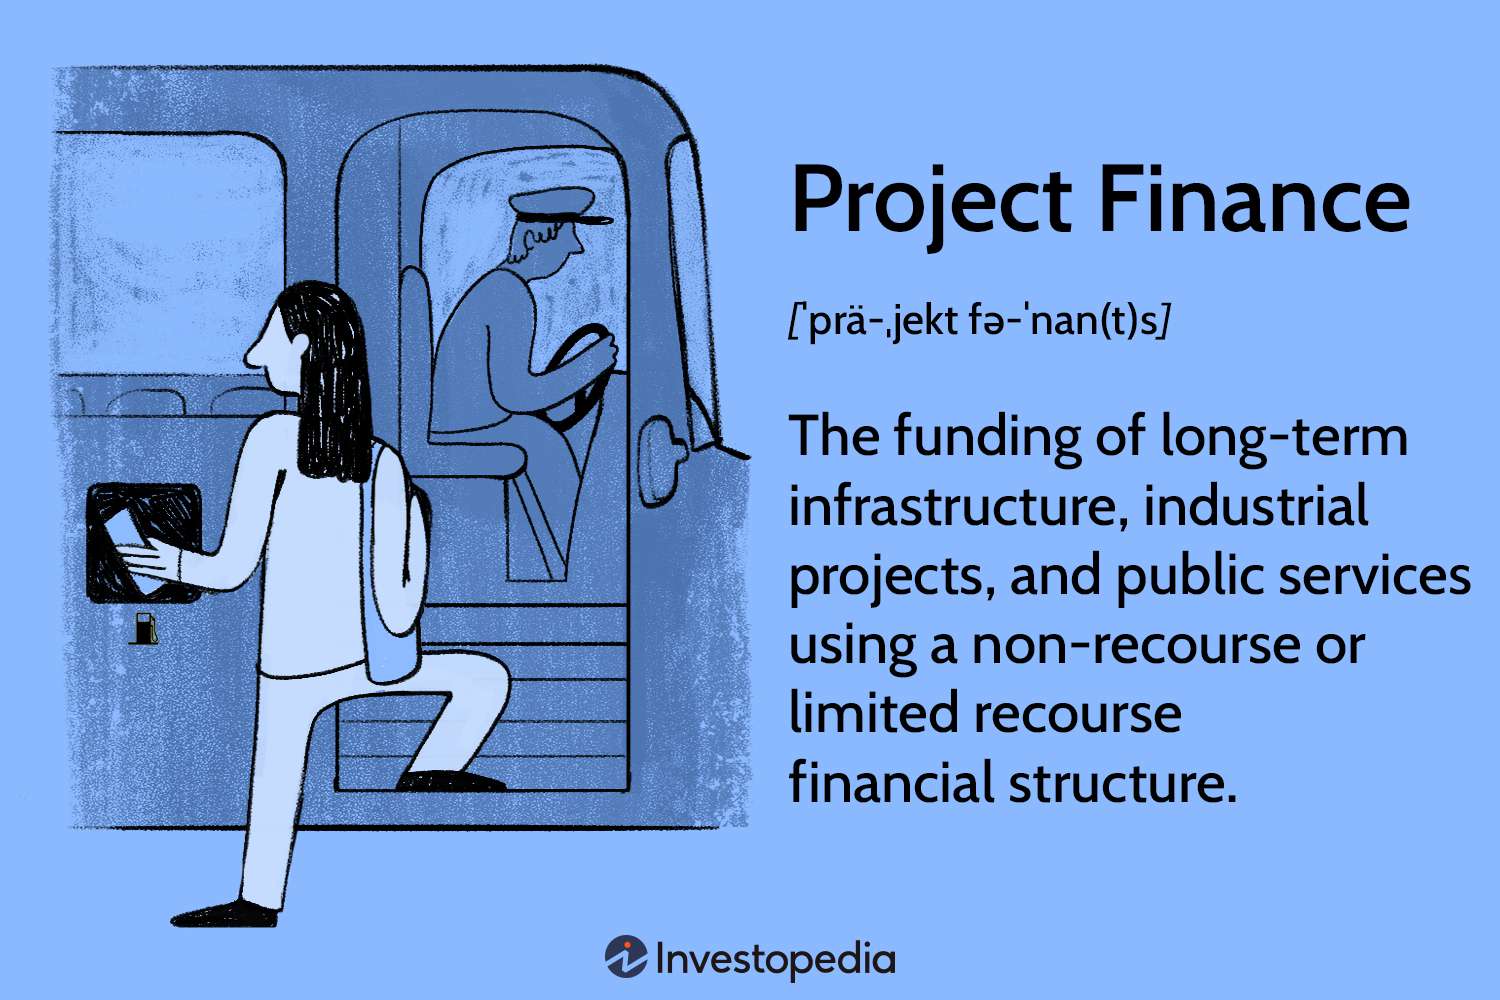 Project Finance
[ˈprä-ˌjekt fə-ˈnan(t)s]
The funding of long-term
infrastructure, industrial
projects, and public services
using a non-recourse or
limited recourse
financial structure.
Investopedia